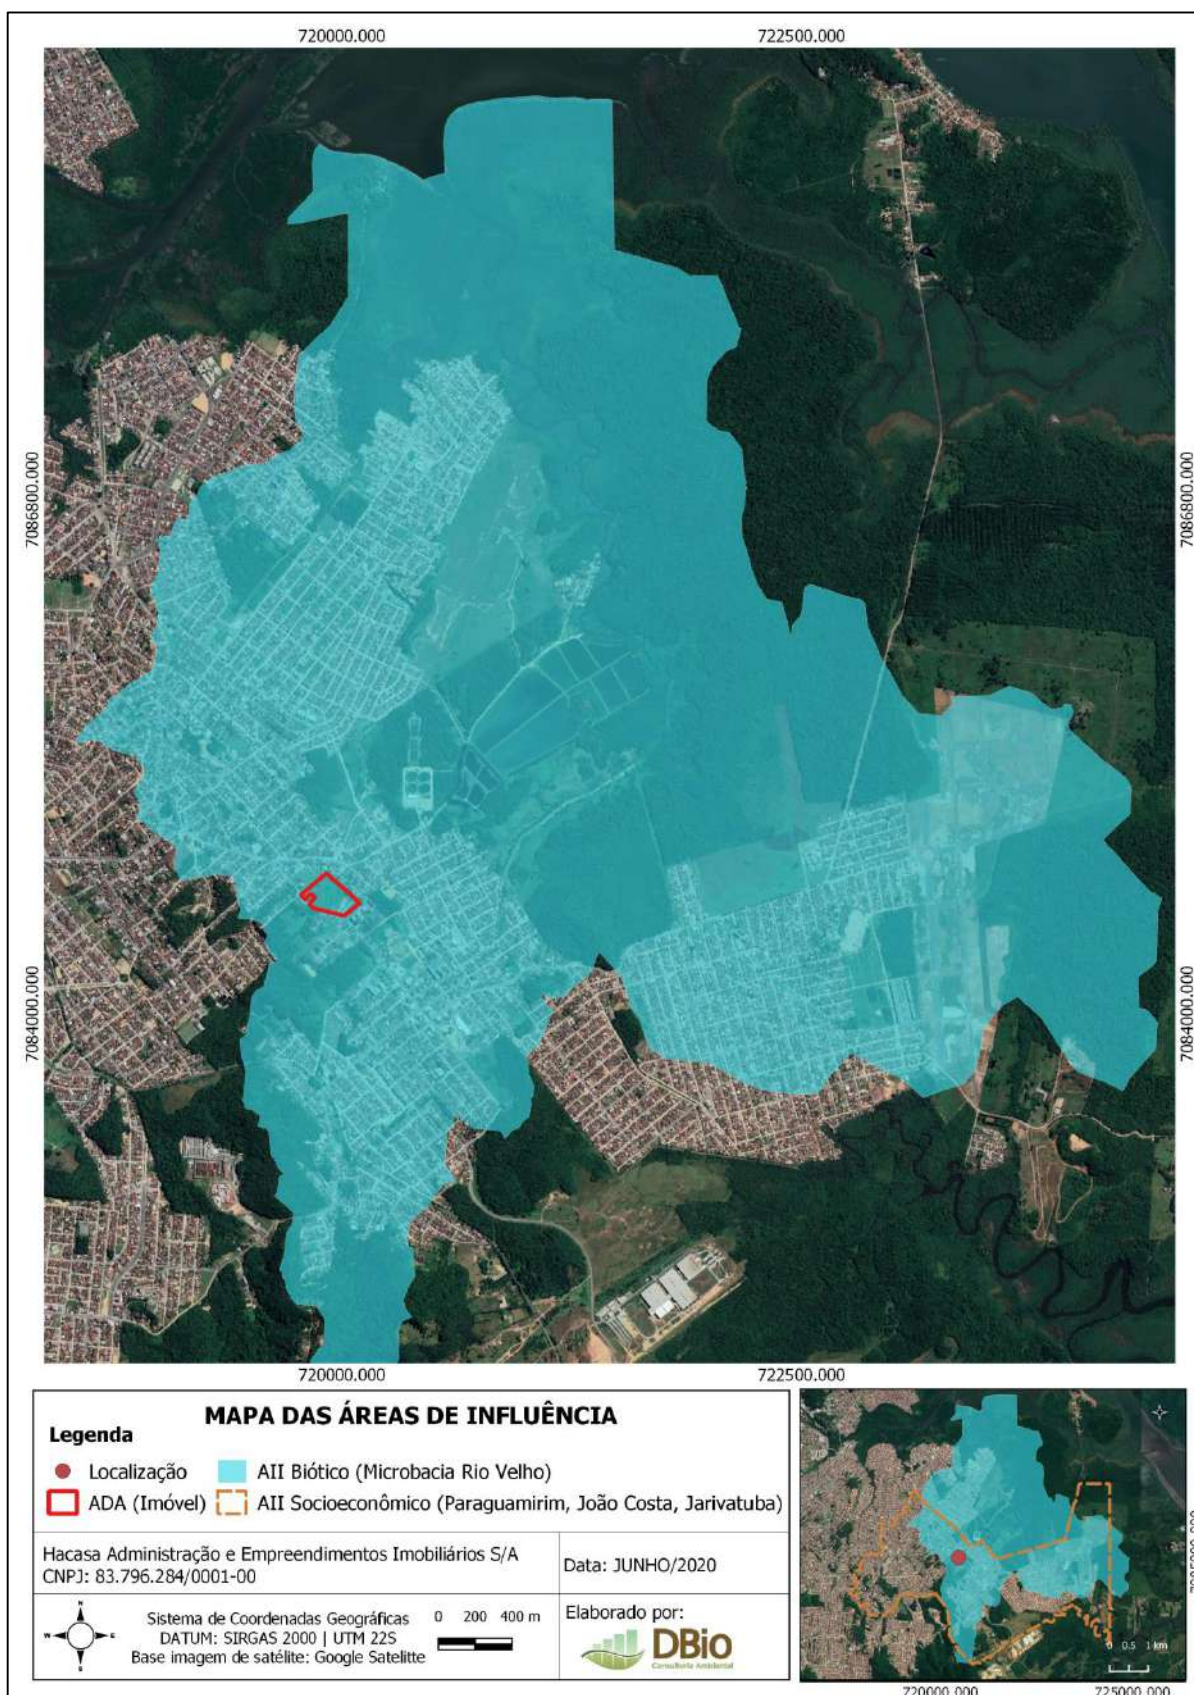 720000.000 722500.000
7086800.000 7086800.000
7084000.000 7084000.000
720000.000 722500.000
MAPA DAS ÁREAS DE INFLUÊNCIA
Legenda
Localização AII Biótico (Microbacia Rio Velho)
ADA (Imóvel) AII Socioeconômico (Paraguamirim, João Costa, Jarivatuba)
Hacasa Administração e Empreendimentos Imobiliários S/A
CNPJ: 83.796.284/0001-00
Data: JUNHO/2020
N
W E
S
Sistema de Coordenadas Geográficas
DATUM: SIRGAS 2000 | UTM 22S
Base imagem de satélite: Google Satelitte
0 200 400 m
Elaborado por:
DBio
Consultoria Ambiental
0 0.5 1 km
720000.000 725000.000